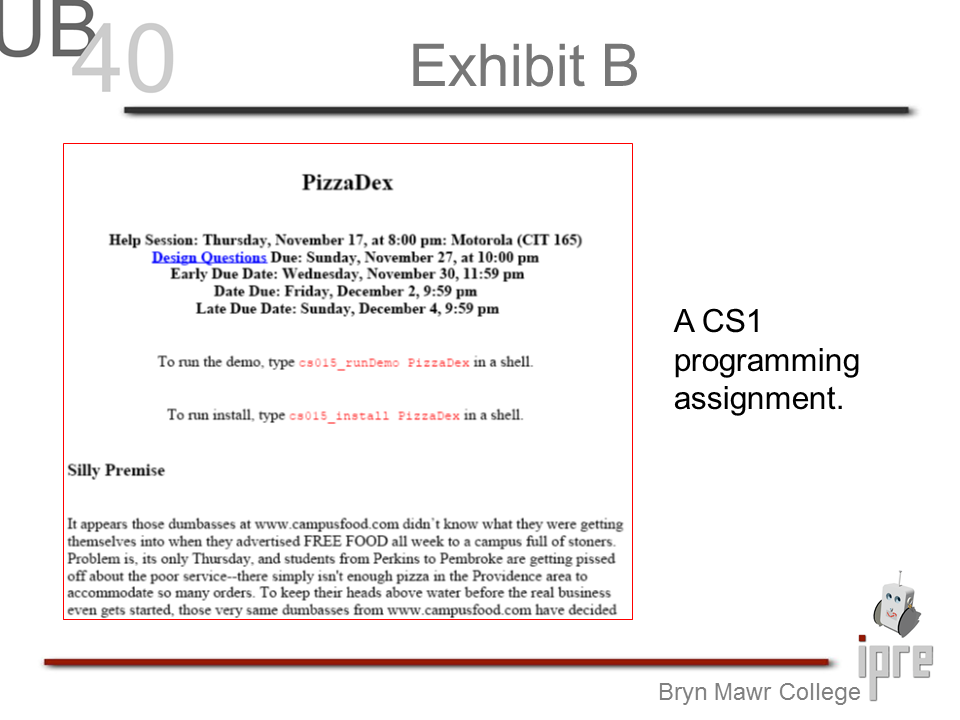 UB
40
Exhibit B
PizzaDex
Help Session: Thursday, November 17, at 8:00 pm: Motorola (CIT 165)
Design Questions Due: Sunday, November 27, at 10:00 pm
Early Due Date: Wednesday, November 30, 11:59 pm
Date Due: Friday, December 2, 9:59 pm
Late Due Date: Sunday, December 4, 9:59 pm
To run the demo, type cs015_runDemo PizzaDex in a shell.
To run install, type cs015_install PizzaDex in a shell.
Silly Premise
It appears those dumbasses at www.campusfood.com didn't know what they were getting
themselves into when they advertised FREE FOOD all week to a campus full of stoners.
Problem is, its only Thursday, and students from Perkins to Pembroke are getting pissed
off about the poor service--there simply isn't enough pizza in the Providence area to
accommodate so many orders. To keep their heads above water before the real business
even gets started, those very same dumbasses from www.campusfood.com have decided
A CS1
programming
assignment.
ipre
Bryn Mawr College